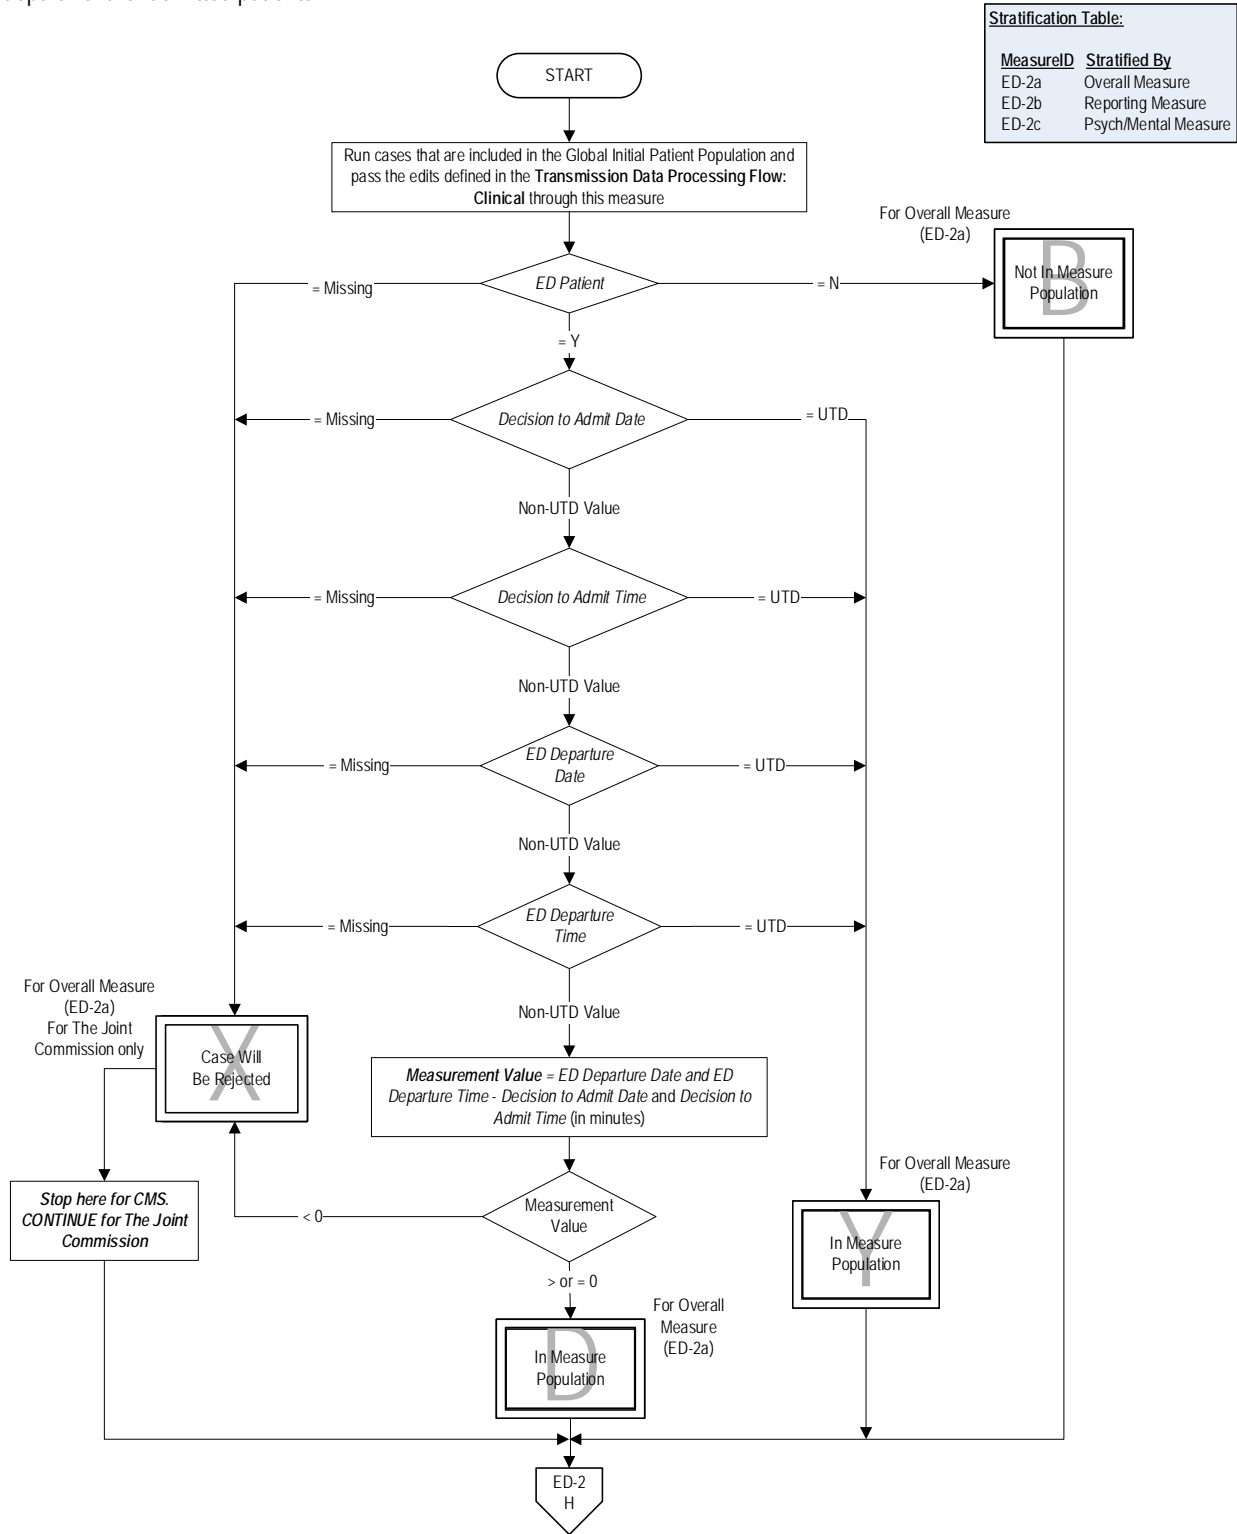 Stratification Table:
MeasureID Stratified By
ED-2a Overall Measure
ED-2b Reporting Measure
ED-2c Psych/Mental Measure
START
Run cases that are included in the Global Initial Patient Population and
pass the edits defined in the Transmission Data Processing Flow:
Clinical through this measure
For Overall Measure
(ED-2a)
= Missing
ED Patient
= N
B
Not In Measure
Population
= Y
= Missing
Decision to Admit Date
= UTD
Non-UTD Value
= Missing
Decision to Admit Time
= UTD
Non-UTD Value
= Missing
ED Departure
Date
= UTD
Non-UTD Value
= Missing
ED Departure
Time
= UTD
For Overall Measure
(ED-2a)
For The Joint
Commission only
Non-UTD Value
X
Case Will
Be Rejected
Measurement Value = ED Departure Date and ED
Departure Time - Decision to Admit Date and Decision to
Admit Time (in minutes)
For Overall Measure
(ED-2a)
Stop here for CMS.
CONTINUE for The Joint
Commission
< 0
Measurement
Value
Y
In Measure
Population
> or = 0
For Overall
Measure
(ED-2a)
D
In Measure
Population
ED-2
H